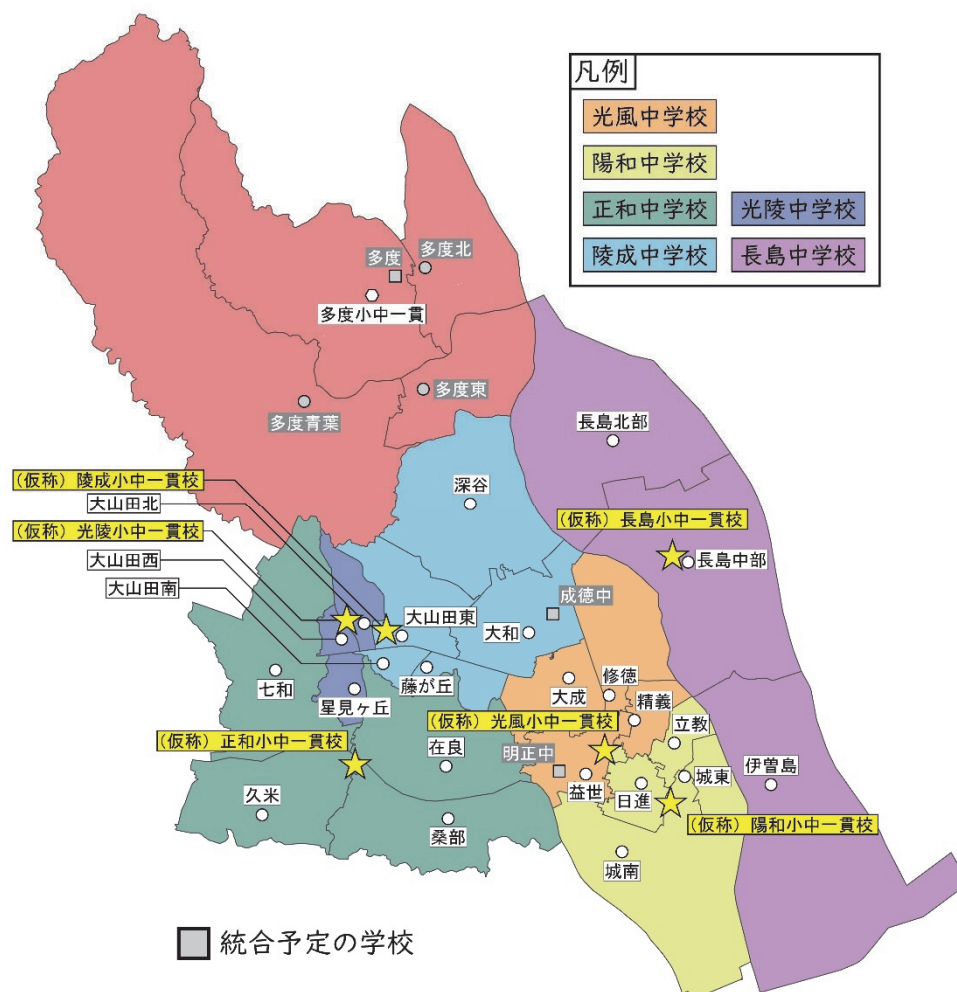 凡例
光風中学校
陽和中学校
正和中学校
光陵中学校
陵成中学校
長島中学校
多度
多度北
多度小中一貫
多度東
多度青葉
長島北部
(仮称) 陵成小中一貫校
大山田北
(仮称) 光陵小中一貫校
大山田西
大山田南
深谷
(仮称) 長島小中一貫校
長島中部
成徳中
大山田東
大和
七和
星見ヶ丘
藤が丘
大成
修徳
精義
(仮称) 光風小中一貫校
立教
(仮称) 正和小中一貫校
在良
明正中
益世
日進
城東
伊曽島
久米
桑部
(仮称) 陽和小中一貫校
城南
統合予定の学校